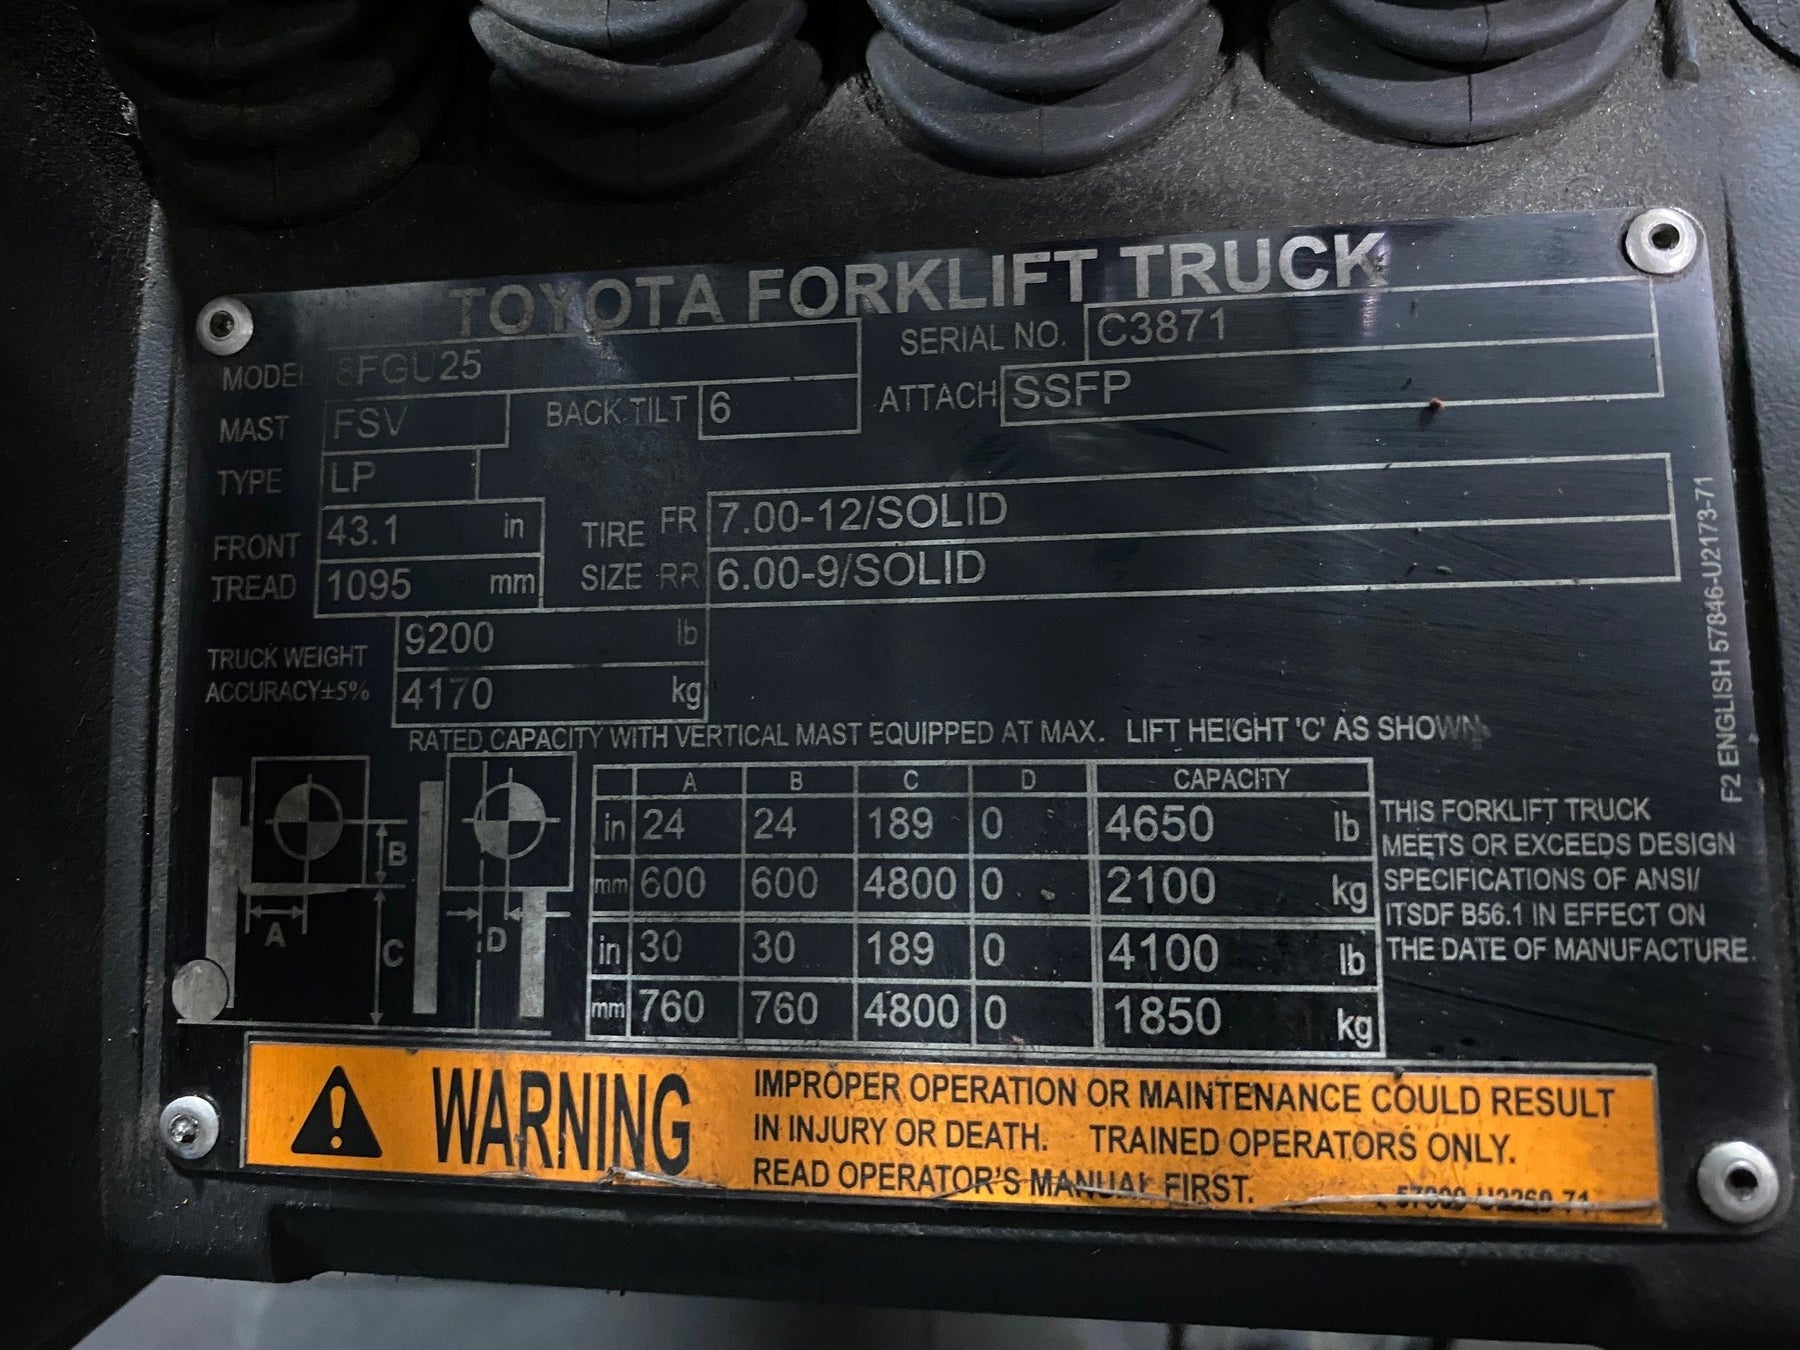 TOYOTA FORKLIFT TRUCK
MODEL 8FGU25 SERIAL NO. C3871
MAST FSV BACK TILT 6 ATTACH SSFP
TYPE LP
FRONT TREAD 43.1 in TIRE SIZE FR 7.00-12/SOLID
1095 mm RR 6.00-9/SOLID
TRUCK WEIGHT 9200 lb
ACCURACY±5% 4170 kg
RATED CAPACITY WITH VERTICAL MAST EQUIPPED AT MAX. LIFT HEIGHT 'C' AS SHOWN
A B C D CAPACITY
in 24 24 189 0 4650 lb
mm 600 600 4800 0 2100 kg
in 30 30 189 0 4100 lb
mm 760 760 4800 0 1850 kg
B
A
C
D
THIS FORKLIFT TRUCK
MEETS OR EXCEEDS DESIGN
SPECIFICATIONS OF ANSI/
ITSDF B56.1 IN EFFECT ON
THE DATE OF MANUFACTURE.
F2 ENGLISH 57846-U2173-71
WARNING
IMPROPER OPERATION OR MAINTENANCE COULD RESULT
IN INJURY OR DEATH. TRAINED OPERATORS ONLY.
READ OPERATOR'S MANUAL FIRST.